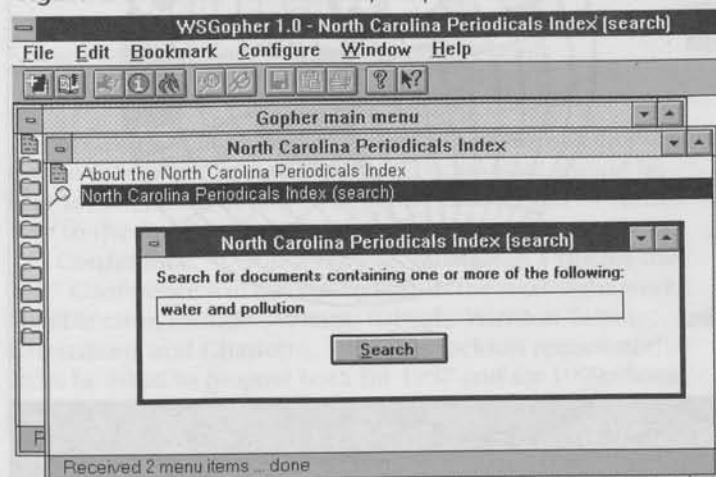 WSGopher 1.0 - North Carolina Periodicals Index (search)
File Edit Bookmark Configure Window Help
Gopher main menu
North Carolina Periodicals Index
About the North Carolina Periodicals Index
North Carolina Periodicals Index (search)
North Carolina Periodicals Index (search)
Search for documents containing one or more of the following:
water and pollution
Search
Received 2 menu items ... done